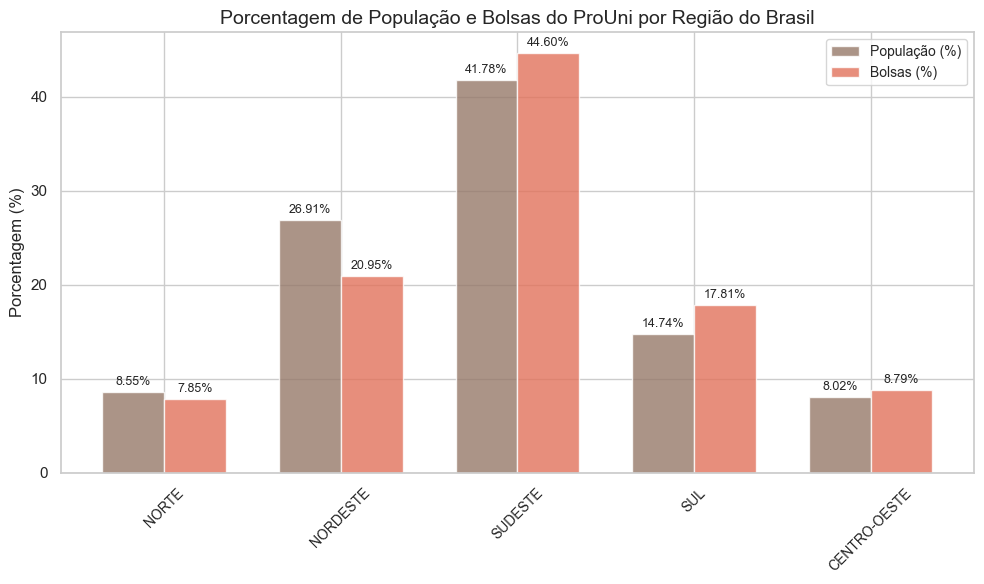 Porcentagem de População e Bolsas do ProUni por Região do Brasil
População (%)
Bolsas (%)
Porcentagem (%)
40
30
20
10
0
8.55%
7.85%
26.91%
20.95%
41.78%
44.60%
14.74%
17.81%
8.02%
8.79%
NORTE
NORDESTE
SUDESTE
SUL
CENTRO-OESTE